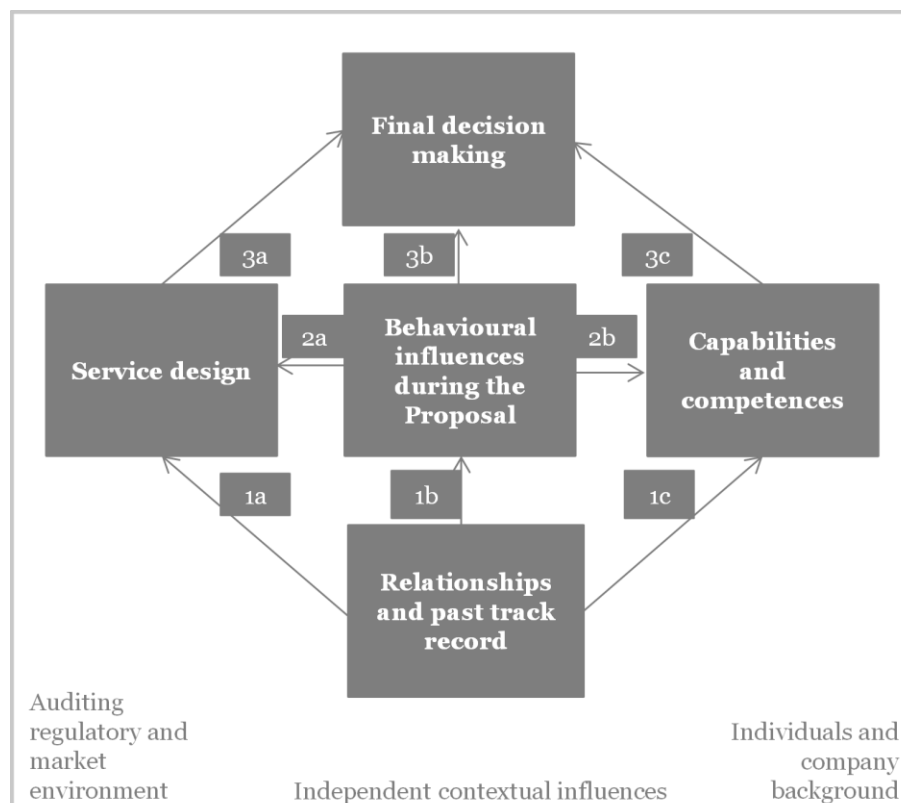 Final decision
making
3a
3b
3c
Service design
2a
Behavioural
influences
during the
Proposal
2b
Capabilities
and
competences
1a
1b
1c
Relationships
and past track
record
Auditing
regulatory and
market
environment
Independent contextual influences
Individuals and
company
background